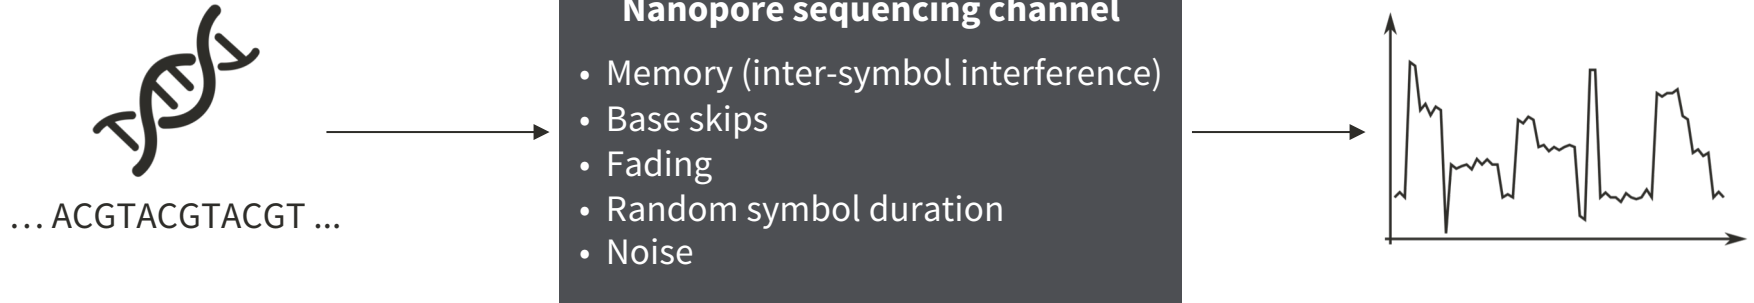 Nanopore sequencing channel
• Memory (inter-symbol interference)
• Base skips
• Fading
• Random symbol duration
• Noise
... ACGTACGTACGT ...